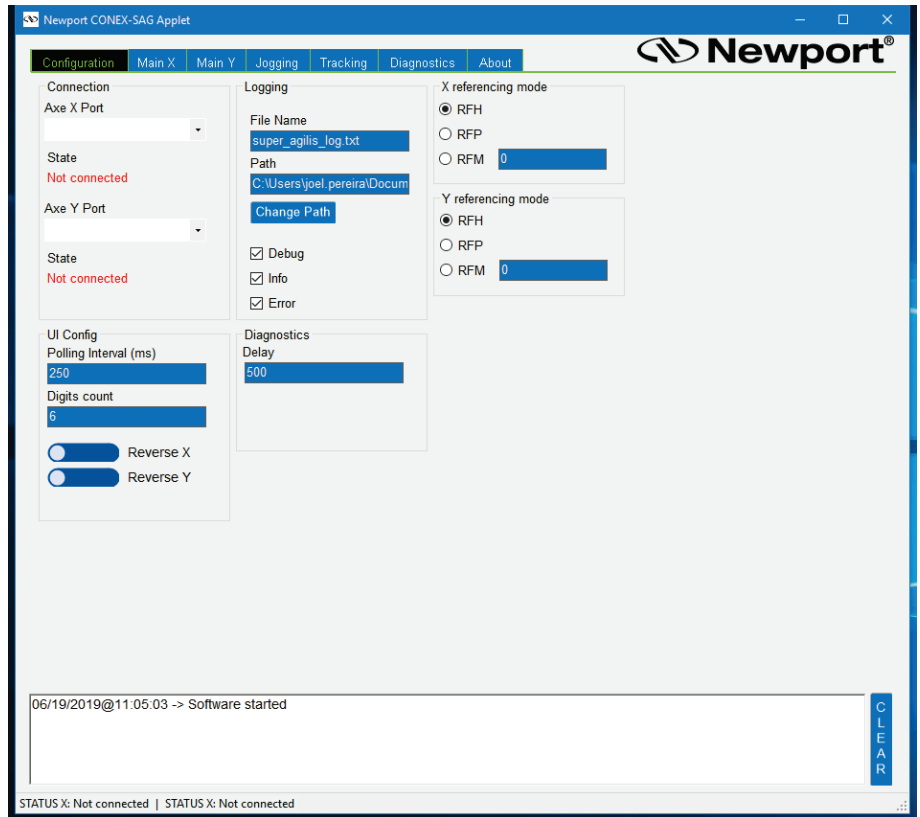 Newport CONEX-SAG Applet
Newport®
Configuration Main X Main Y Jogging Tracking Diagnostics About
Connection
Axe X Port
State
Not connected
Axe Y Port
State
Not connected
Logging
File Name
super_agilis_log.txt
Path
C:\Users\joel.pereira\Docum
Change Path
Debug
Info
Error
X referencing mode
RFH
RFP
RFM 0
Y referencing mode
RFH
RFP
RFM 0
UI Config
Polling Interval (ms)
250
Digits count
6
Reverse X
Reverse Y
Diagnostics
Delay
500
06/19/2019@11:05:03 -> Software started
CLEAR
STATUS X: Not connected | STATUS X: Not connected